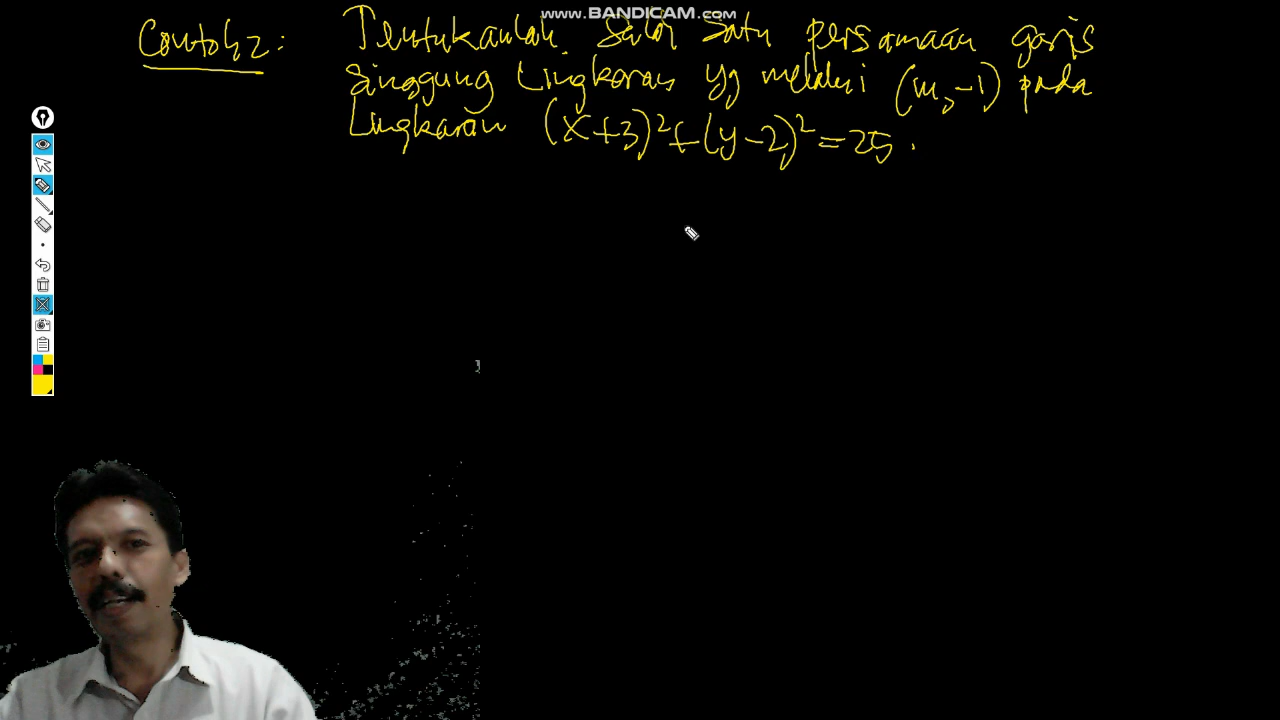 www.BANDICAM.com
Contoh 2: Tentukanlah salah satu persamaan garis
singgung lingkaran yg melalui (m, -1) pada
Lingkaran (x+3)²+(y-2)²=25.